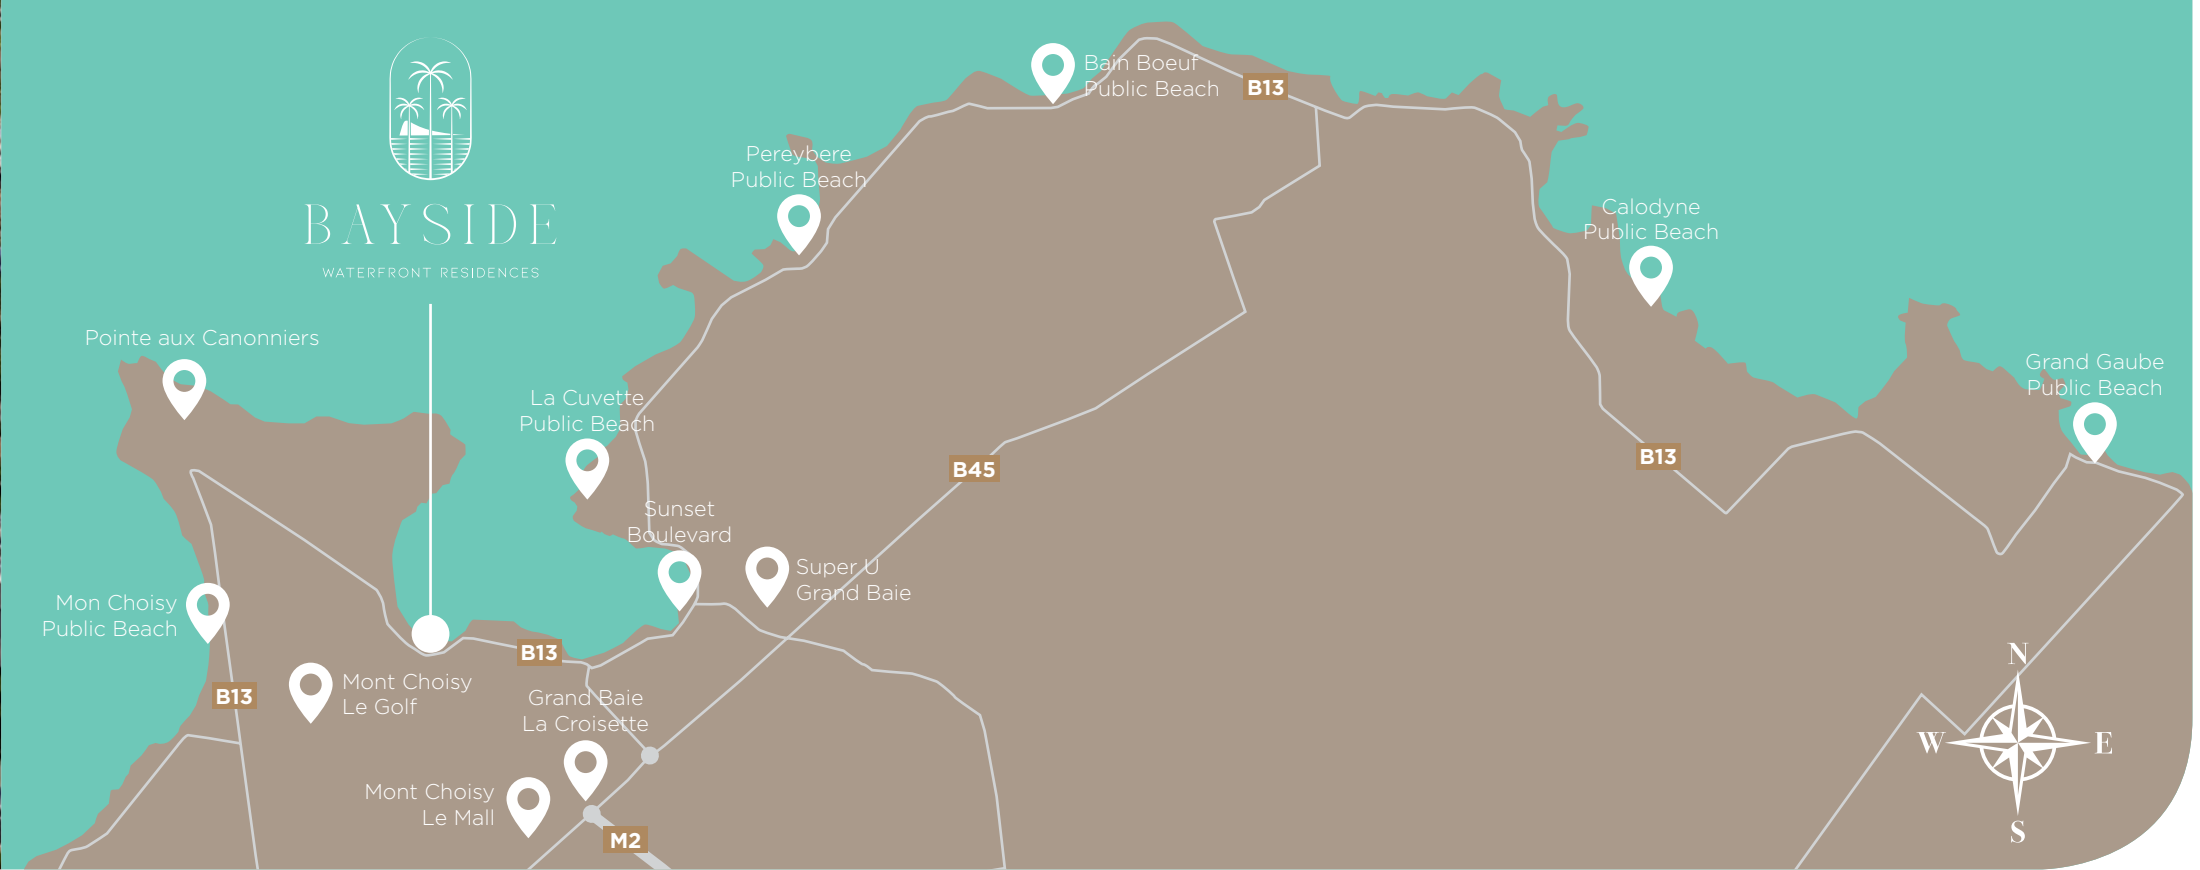 Bain Boeuf
Public Beach
B13
Pereybere
Public Beach
BAYSIDE
WATERFRONT RESIDENCES
Calodyne
Public Beach
Pointe aux Canonniers
Grand Gaube
Public Beach
La Cuvette
Public Beach
B45
B13
Sunset
Boulevard
Super U
Grand Baie
Mon Choisy
Public Beach
B13
B13
Mont Choisy
Le Golf
Grand Baie
La Croisette
Mont Choisy
Le Mall
M2
N
W
E
S